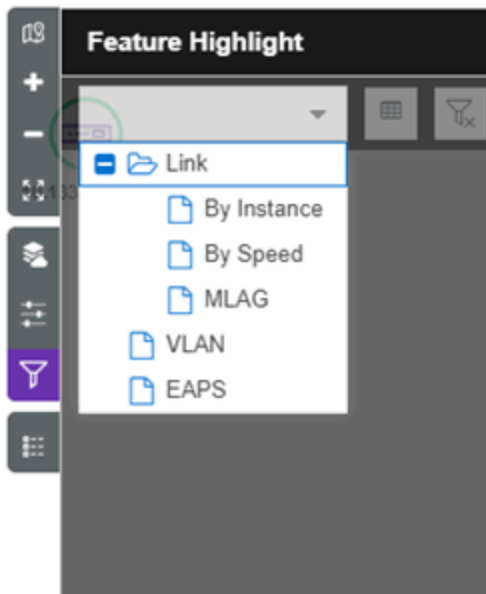 Feature Highlight
Link
By Instance
By Speed
MLAG
VLAN
EAPS